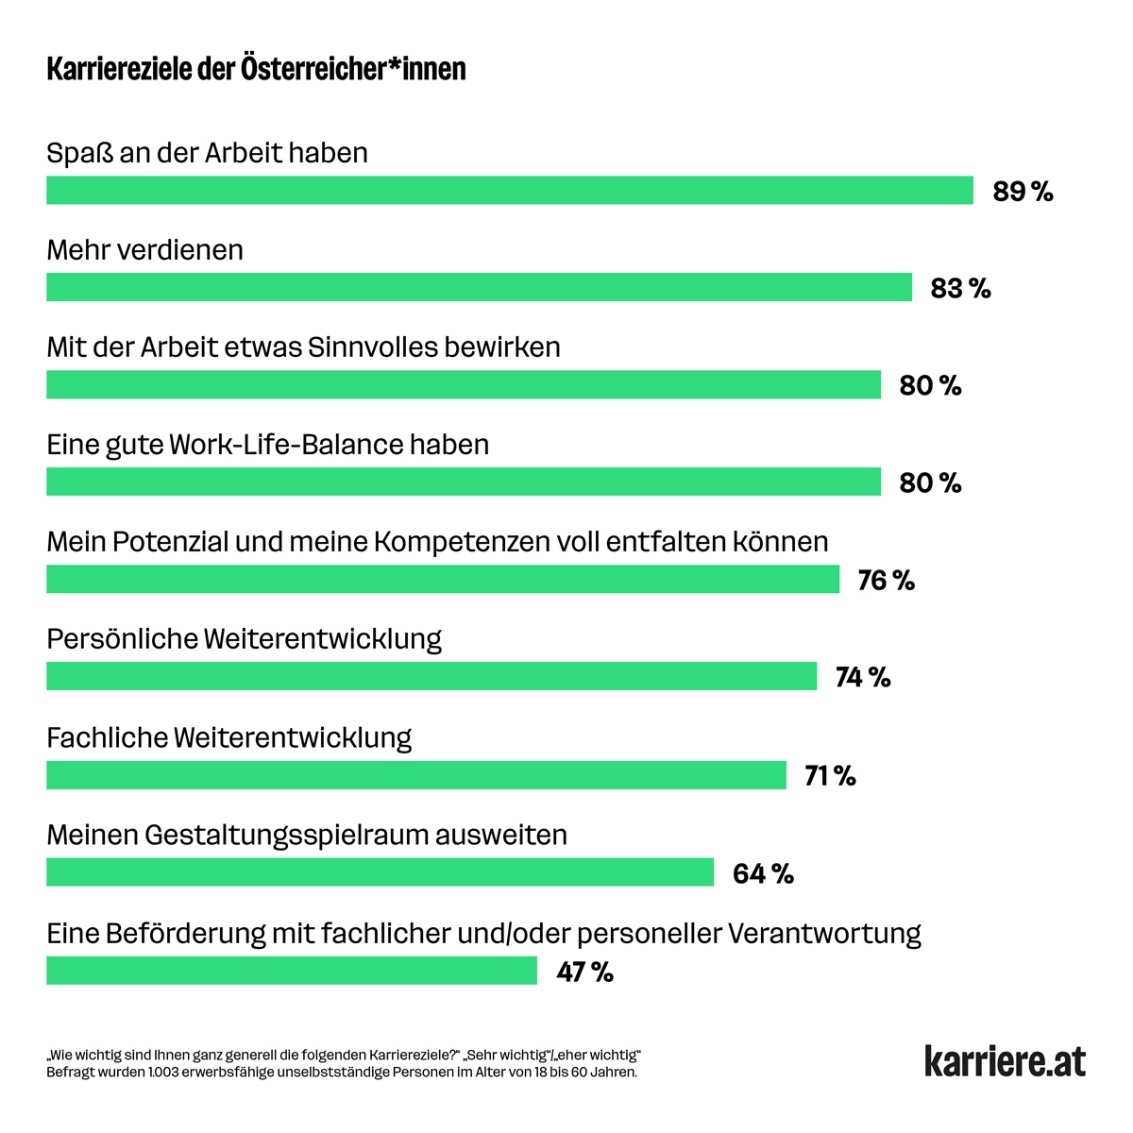 Karriereziele der Österreicher*innen
Spaß an der Arbeit haben
89 %
Mehr verdienen
83 %
Mit der Arbeit etwas Sinnvolles bewirken
80 %
Eine gute Work-Life-Balance haben
80 %
Mein Potenzial und meine Kompetenzen voll entfalten können
76 %
Persönliche Weiterentwicklung
74 %
Fachliche Weiterentwicklung
71 %
Meinen Gestaltungsspielraum ausweiten
64 %
Eine Beförderung mit fachlicher und/oder personeller Verantwortung
47 %
„Wie wichtig sind Ihnen ganz generell die folgenden Karriereziele?“ „Sehr wichtig“/„eher wichtig“
Befragt wurden 1.003 erwerbsfähige unselbstständige Personen im Alter von 18 bis 60 Jahren.
karriere.at